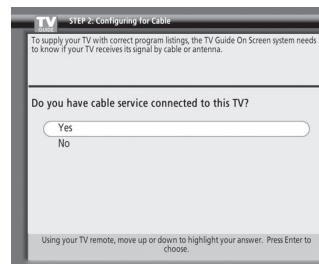 TV
GUIDE
STEP 2: Configuring for Cable
To supply your TV with correct program listings, the TV Guide On Screen system needs
to know if your TV receives its signal by cable or antenna.
Do you have cable service connected to this TV?
Yes
No
Using your TV remote, move up or down to highlight your answer. Press Enter to
choose.